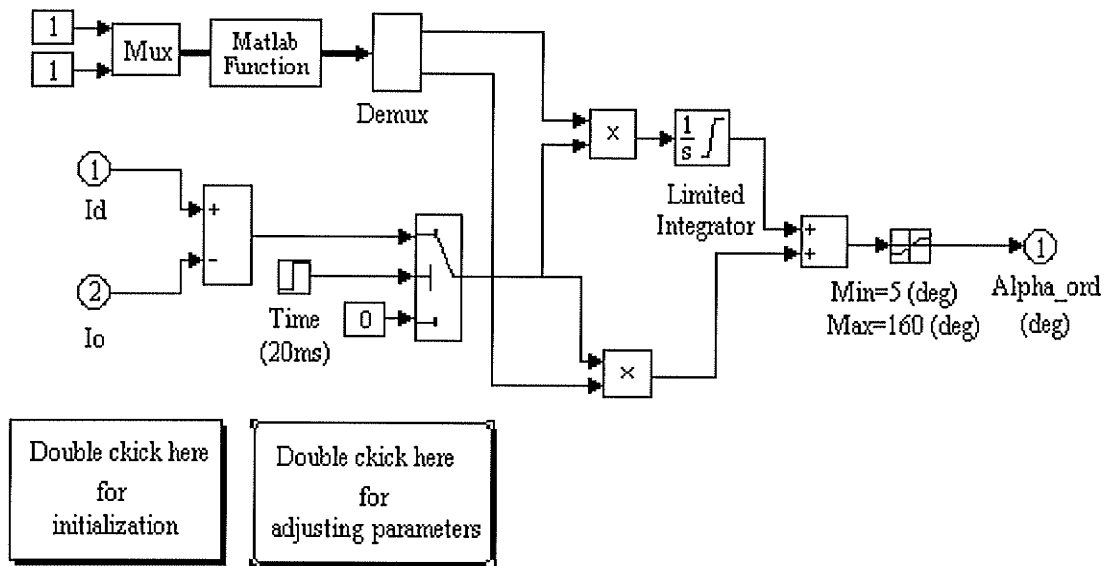 1
1
Mux
Matlab
Function
Demux
x
1
s
Limited
Integrator
1
Id
+
−
2
Io
Time
(20ms)
0
x
+
+
Min=5 (deg)
Max=160 (deg)
1
Alpha_ord
(deg)
Double ckick here
for
initialization
Double ckick here
for
adjusting parameters